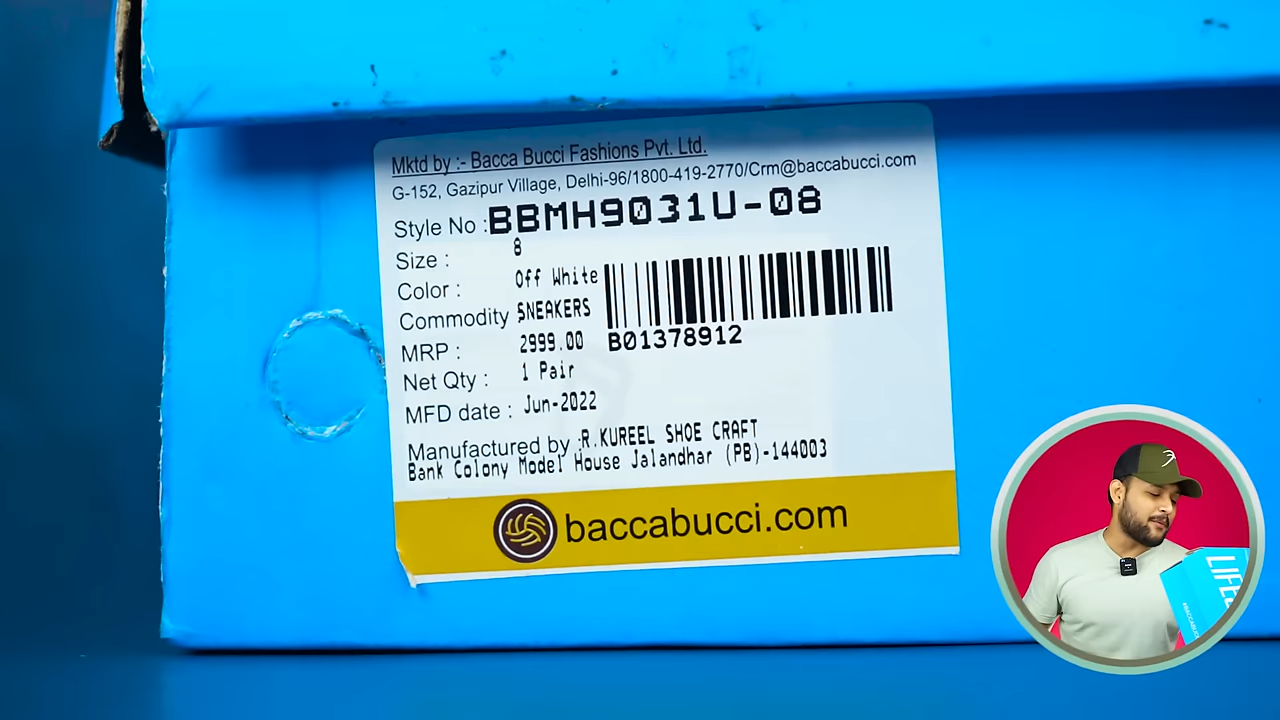 Mktd by :- Bacca Bucci Fashions Pvt. Ltd.
G-152, Gazipur Village, Delhi-96/1800-419-2770/Crm@baccabucci.com
Style No : BBMH9031U-08
Size : 8
Color : Off White
Commodity SNEAKERS
MRP : 2999.00
B01378912
Net Qty : 1 Pair
MFD date : Jun-2022
Manufactured by : R.KUREEL SHOE CRAFT
Bank Colony Model House Jalandhar (PB)-144003
baccabucci.com